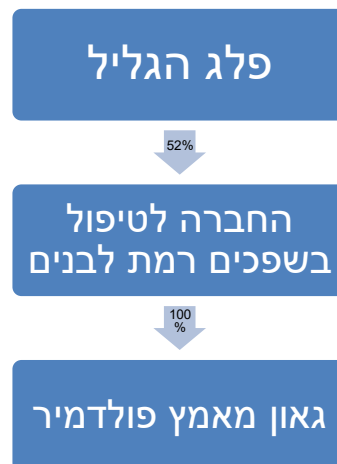 פלג הגליל
52%
החברה לטיפול
בשפכים רמת לבנים
100
%
גאון מאמץ פולדמיר